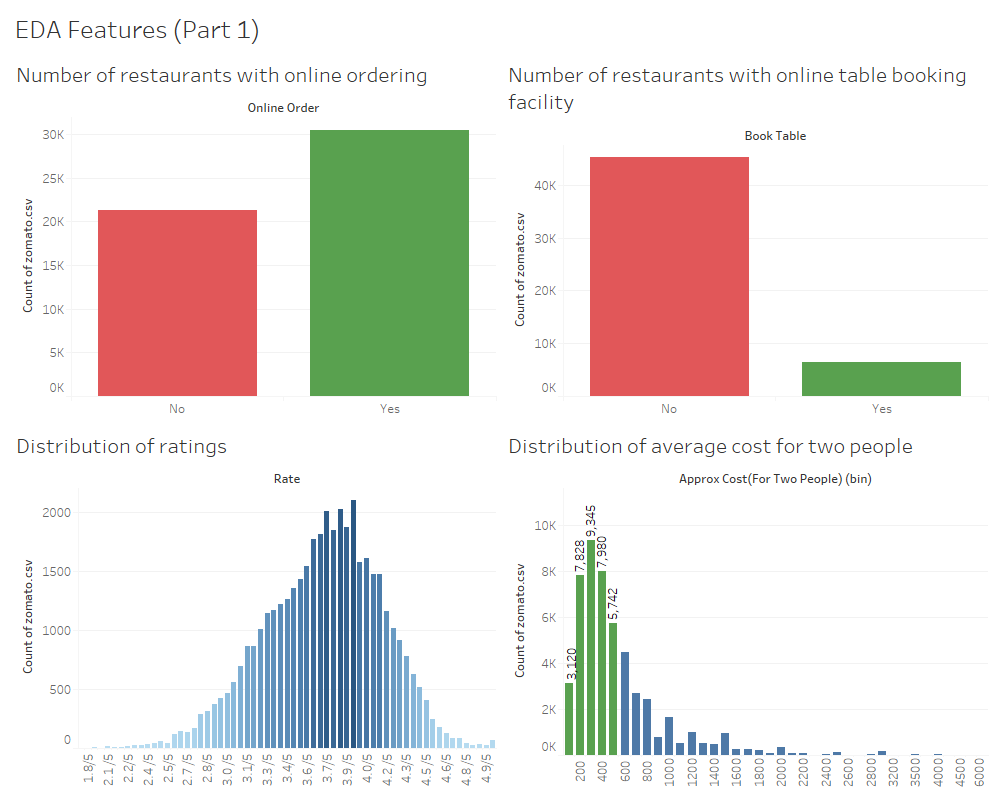 EDA Features (Part 1)
Number of restaurants with online ordering
Online Order
Count of zomato.csv
30K
25K
20K
15K
10K
5K
0K
No Yes
Number of restaurants with online table booking
facility
Book Table
Count of zomato.csv
40K
30K
20K
10K
0K
No Yes
Distribution of ratings
Rate
Count of zomato.csv
2000
1500
1000
500
0
1.8/5 2.1 /5 2.2/5 2.4 /5 2.5/5 2.7 /5 2.8/5 3.0 /5 3.1/5 3.3 /5 3.4/5 3.6 /5 3.7/5 3.9 /5 4.0/5 4.2 /5 4.3/5 4.5 /5 4.6/5 4.8 /5 4.9/5
Distribution of average cost for two people
Approx Cost(For Two People) (bin)
Count of zomato.csv
10K
8K
6K
4K
2K
0K
3,120 7,828 9,345 7,980 5,742
200 400 600 800 1000 1200 1400 1600 1800 2000 2200 2400 2600 2800 3200 3500 4000 4500 6000